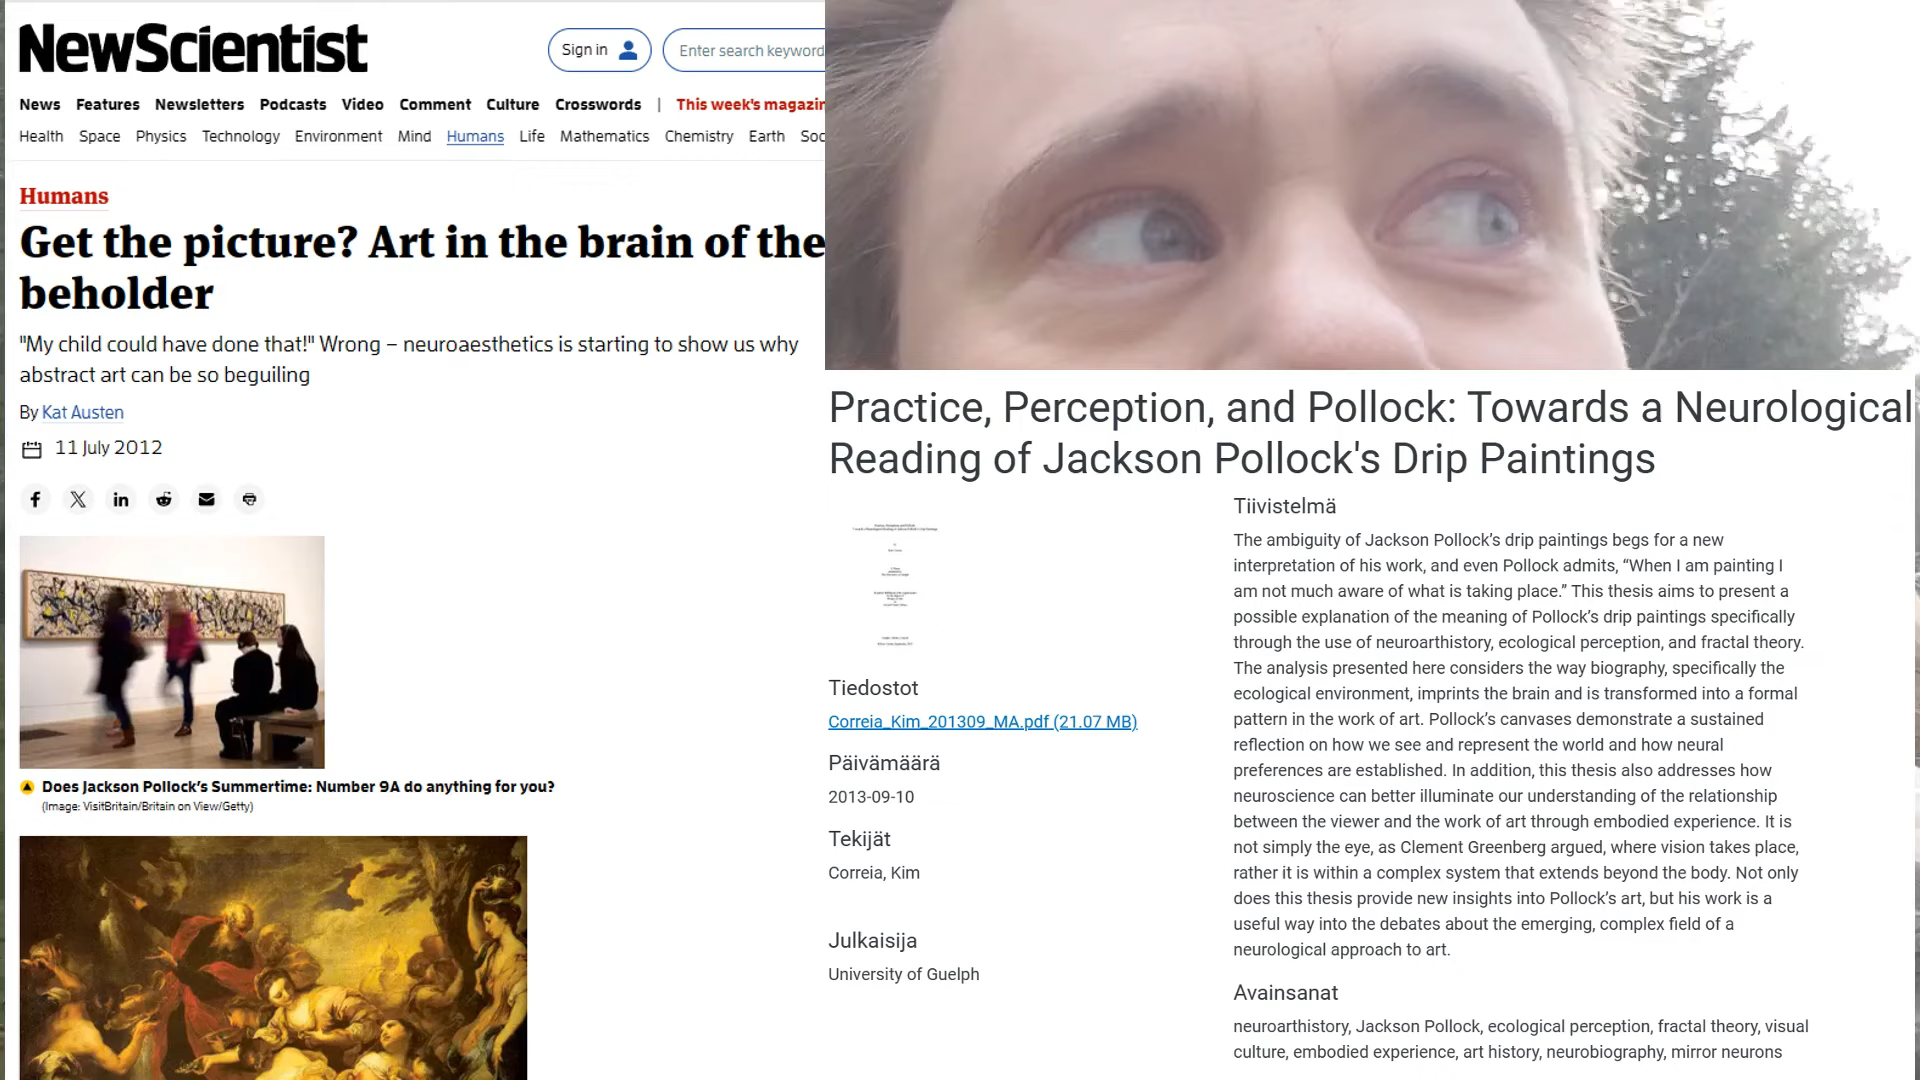 NewScientist
Sign in
Enter search keyword
News Features Newsletters Podcasts Video Comment Culture Crosswords | This week's magazin
Health Space Physics Technology Environment Mind Humans Life Mathematics Chemistry Earth Soc
Humans
Get the picture? Art in the brain of the
beholder
"My child could have done that!" Wrong – neuroaesthetics is starting to show us why
abstract art can be so beguiling
By Kat Austen
11 July 2012
Does Jackson Pollock’s Summertime: Number 9A do anything for you?
(Image: VisitBritain/Britain on View/Getty)
Practice, Perception, and Pollock: Towards a Neurological
Reading of Jackson Pollock's Drip Paintings
Tiedostot
Correia_Kim_201309_MA.pdf (21.07 MB)
Päivämäärä
2013-09-10
Tekijät
Correia, Kim
Julkaisija
University of Guelph
Tiivistelmä
The ambiguity of Jackson Pollock’s drip paintings begs for a new
interpretation of his work, and even Pollock admits, “When I am painting I
am not much aware of what is taking place.” This thesis aims to present a
possible explanation of the meaning of Pollock’s drip paintings specifically
through the use of neuroarthistory, ecological perception, and fractal theory.
The analysis presented here considers the way biography, specifically the
ecological environment, imprints the brain and is transformed into a formal
pattern in the work of art. Pollock’s canvases demonstrate a sustained
reflection on how we see and represent the world and how neural
preferences are established. In addition, this thesis also addresses how
neuroscience can better illuminate our understanding of the relationship
between the viewer and the work of art through embodied experience. It is
not simply the eye, as Clement Greenberg argued, where vision takes place,
rather it is within a complex system that extends beyond the body. Not only
does this thesis provide new insights into Pollock’s art, but his work is a
useful way into the debates about the emerging, complex field of a
neurological approach to art.
Avainsanat
neuroarthistory, Jackson Pollock, ecological perception, fractal theory, visual
culture, embodied experience, art history, neurobiography, mirror neurons